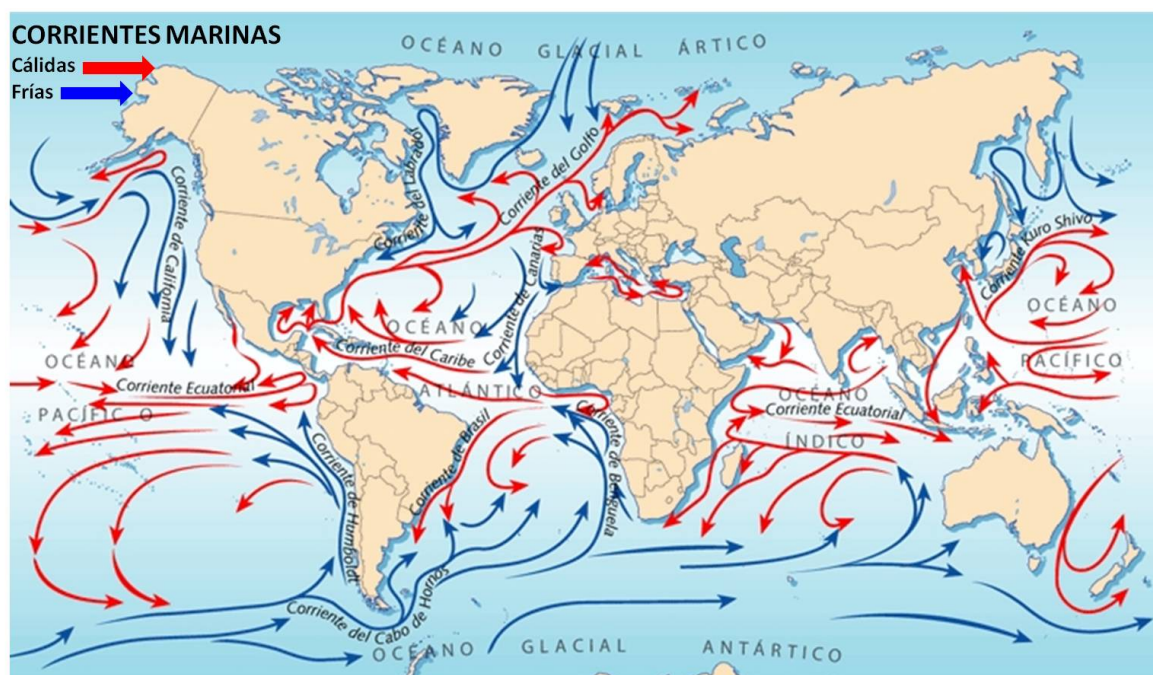 CORRIENTES MARINAS
Cálidas
Frías
OCÉANO GLACIAL ÁRTICO
Corriente del Labrador
Corriente del Golfo
Corriente de California
Corriente de Canarias
Corriente Kuro Shivo
OCÉANO
PACÍFICO
OCÉANO
ATLÁNTICO
Corriente del Caribe
OCÉANO
PACÍFICO
Corriente Ecuatorial
OCÉANO
ÍNDICO
Corriente Ecuatorial
Corriente de Brasil
Corriente de Benguela
Corriente de Humboldt
Corriente del Cabo de Hornos
OCÉANO GLACIAL ANTÁRTICO